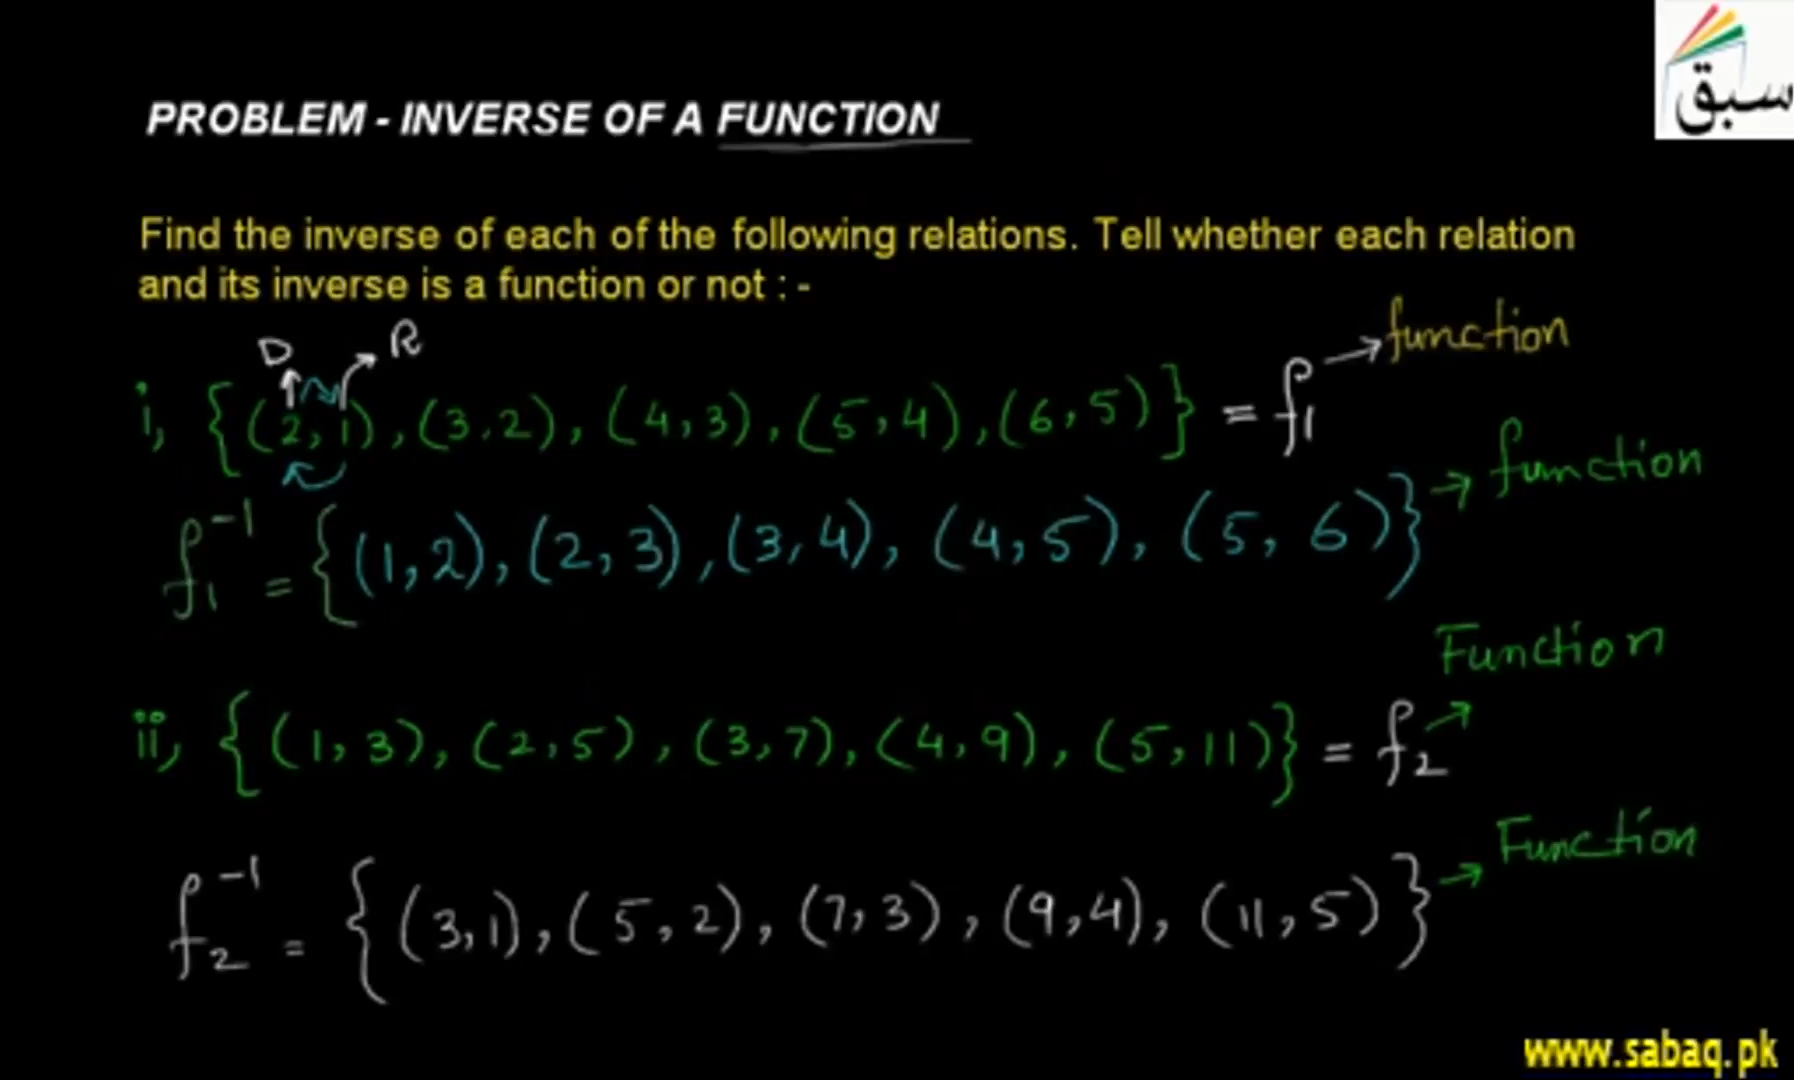 سبق
PROBLEM - INVERSE OF A FUNCTION
Find the inverse of each of the following relations. Tell whether each relation
and its inverse is a function or not : -
D R
i, {(2,1),(3,2),(4,3),(5,4),(6,5)} = f₁ → function
f₁⁻¹ = {(1,2),(2,3),(3,4),(4,5),(5,6)} → function
ii, {(1,3),(2,5),(3,7),(4,9),(5,11)} = f₂ → Function
f₂⁻¹ = {(3,1),(5,2),(7,3),(9,4),(11,5)} → Function
www.sabaq.pk